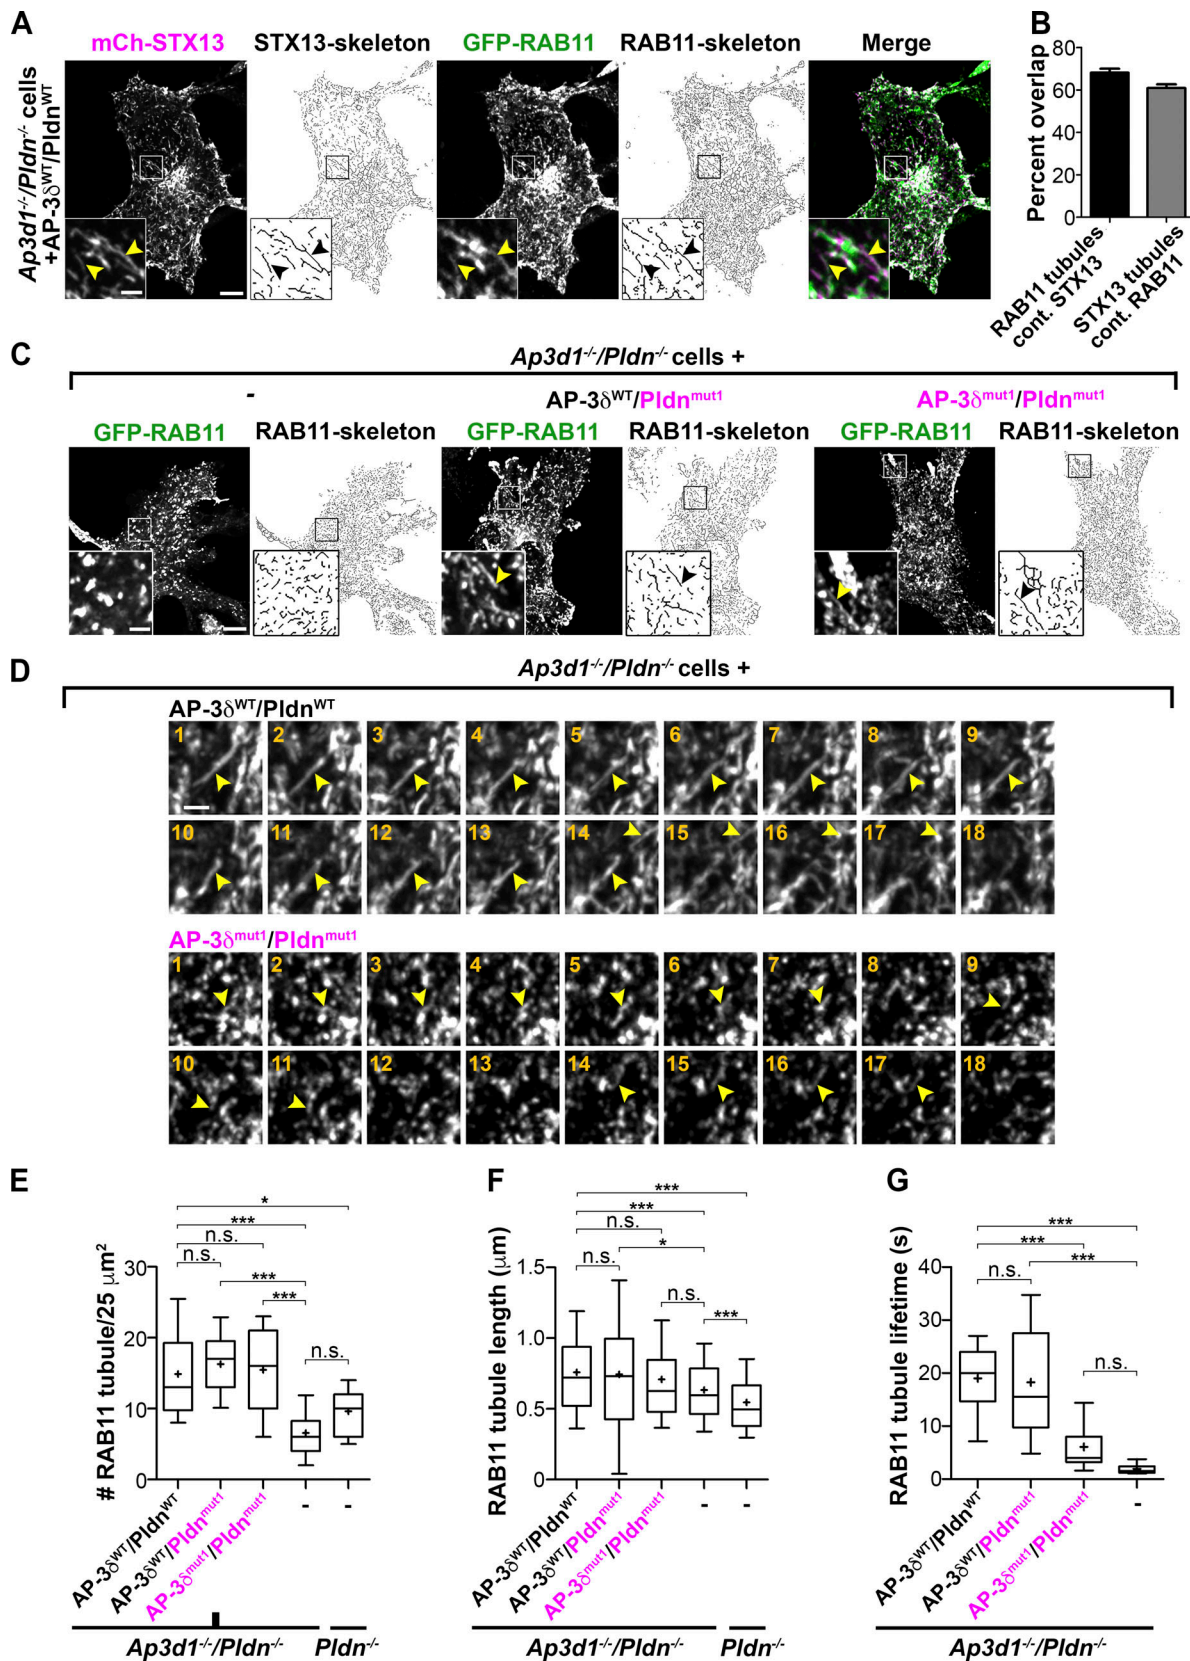 A
mCh-STX13 STX13-skeleton GFP-RAB11 RAB11-skeleton Merge
Ap3d1-/-/Pldn-/- cells
+AP-3δWT/PldnWT
B
Percent overlap
80
60
40
20
0
RAB11 tubules
cont. STX13
STX13 tubules
cont. RAB11
C
Ap3d1-/-/Pldn-/- cells +
- AP-3δWT/Pldnmut1 AP-3δmut1/Pldnmut1
GFP-RAB11 RAB11-skeleton GFP-RAB11 RAB11-skeleton GFP-RAB11 RAB11-skeleton
D
Ap3d1-/-/Pldn-/- cells +
AP-3δWT/PldnWT
1 2 3 4 5 6 7 8 9
10 11 12 13 14 15 16 17 18
AP-3δmut1/Pldnmut1
1 2 3 4 5 6 7 8 9
10 11 12 13 14 15 16 17 18
E
# RAB11 tubule/25 μm2
30
20
10
0
*
***
n.s.
n.s.
***
***
n.s.
AP-3δWT/PldnWT
AP-3δWT/Pldnmut1
AP-3δmut1/Pldnmut1
- -
Ap3d1-/-/Pldn-/- Pldn-/-
F
RAB11 tubule length (μm)
1.5
1.0
0.5
0
***
***
n.s.
*
n.s.
n.s.
***
AP-3δWT/PldnWT
AP-3δWT/Pldnmut1
AP-3δmut1/Pldnmut1
- -
Ap3d1-/-/Pldn-/- Pldn-/-
G
RAB11 tubule lifetime (s)
40
30
20
10
0
***
***
***
n.s.
n.s.
AP-3δWT/PldnWT
AP-3δWT/Pldnmut1
AP-3δmut1/Pldnmut1
-
Ap3d1-/-/Pldn-/-